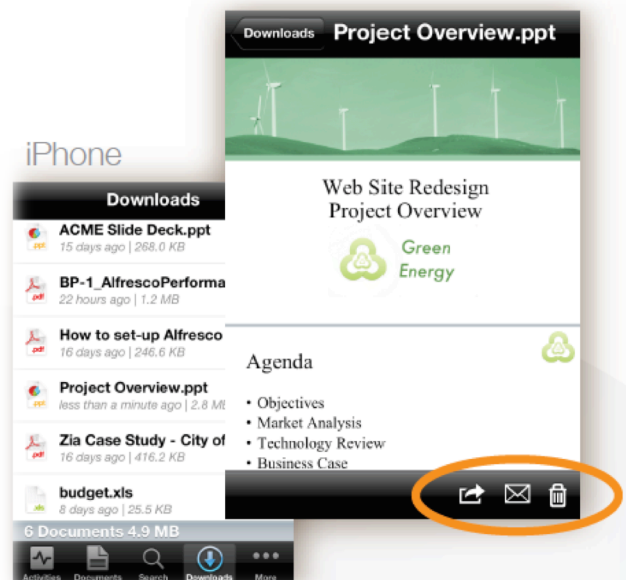 iPhone
Downloads
ACME Slide Deck.ppt
15 days ago | 268.0 KB
BP-1_AlfrescoPerforma
22 hours ago | 1.2 MB
How to set-up Alfresco
16 days ago | 246.6 KB
Project Overview.ppt
less than a minute ago | 2.8 MB
Zia Case Study - City of
16 days ago | 416.2 KB
budget.xls
8 days ago | 25.5 KB
6 Documents 4.9 MB
Activities Documents Search Downloads More
Downloads Project Overview.ppt
Web Site Redesign
Project Overview
Green
Energy
Agenda
• Objectives
• Market Analysis
• Technology Review
• Business Case